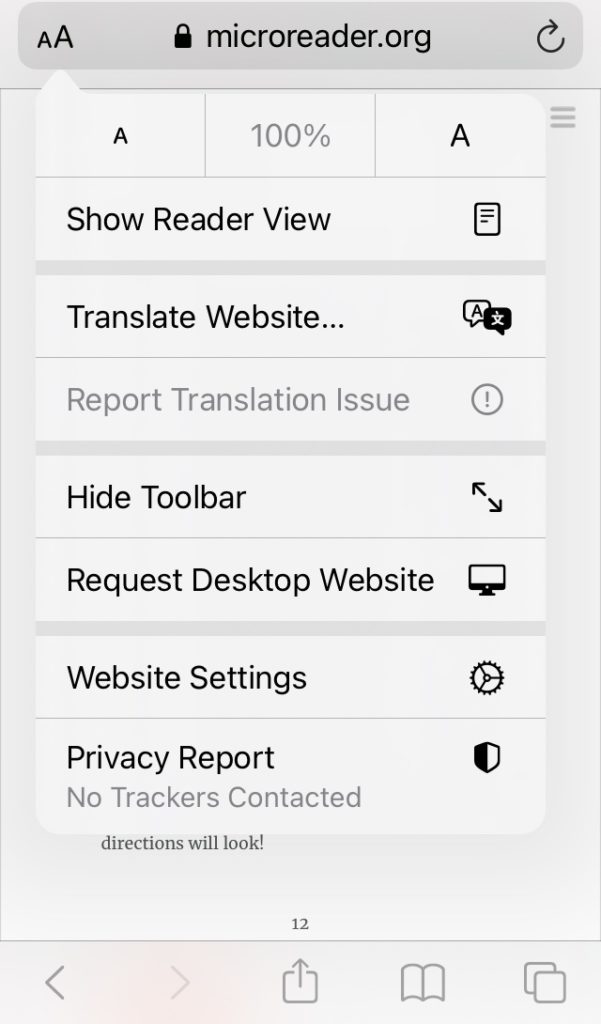 AA microreader.org
A 100% A
Show Reader View
Translate Website...
Report Translation Issue
Hide Toolbar
Request Desktop Website
Website Settings
Privacy Report
No Trackers Contacted
directions will look!
12